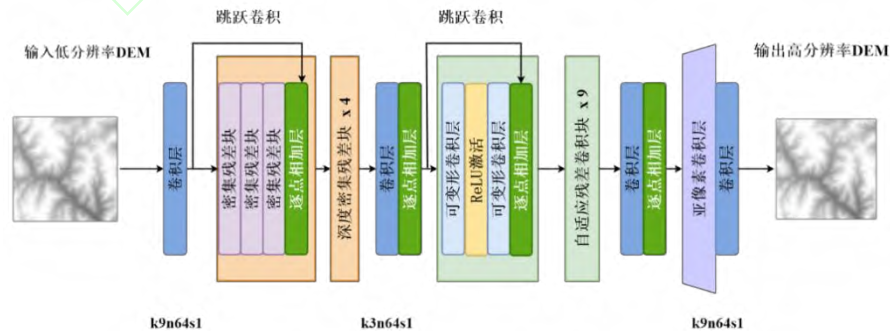 跳跃卷积
跳跃卷积
输入低分辨率DEM
输出高分辨率DEM
卷积层
密集残差块
密集残差块
密集残差块
逐点相加层
深度密集残差块 x 4
卷积层
逐点相加层
可变形卷积层
ReLU激活
可变形卷积层
逐点相加层
自适应残差卷积块 x 9
卷积层
逐点相加层
亚像素卷积层
卷积层
k9n64s1
k3n64s1
k9n64s1